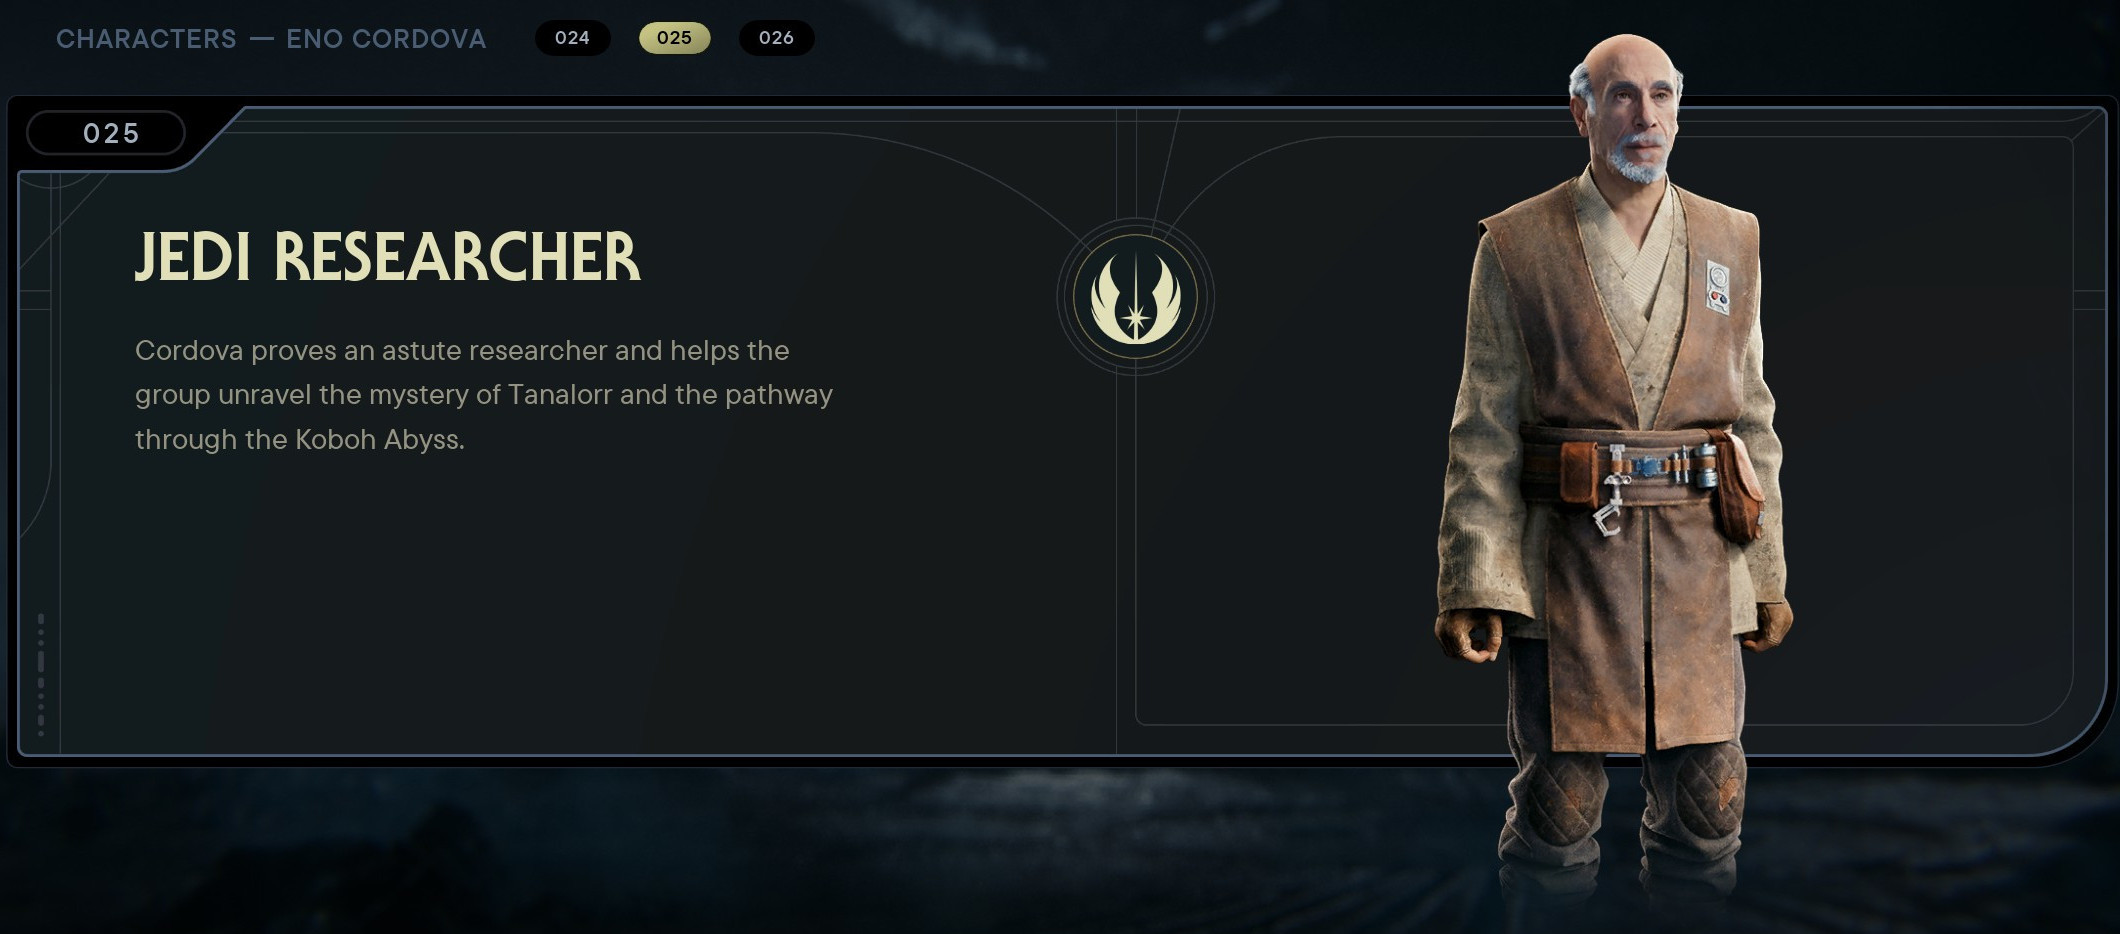 CHARACTERS — ENO CORDOVA 024 025 026
025
JEDI RESEARCHER
Cordova proves an astute researcher and helps the
group unravel the mystery of Tanalorr and the pathway
through the Koboh Abyss.